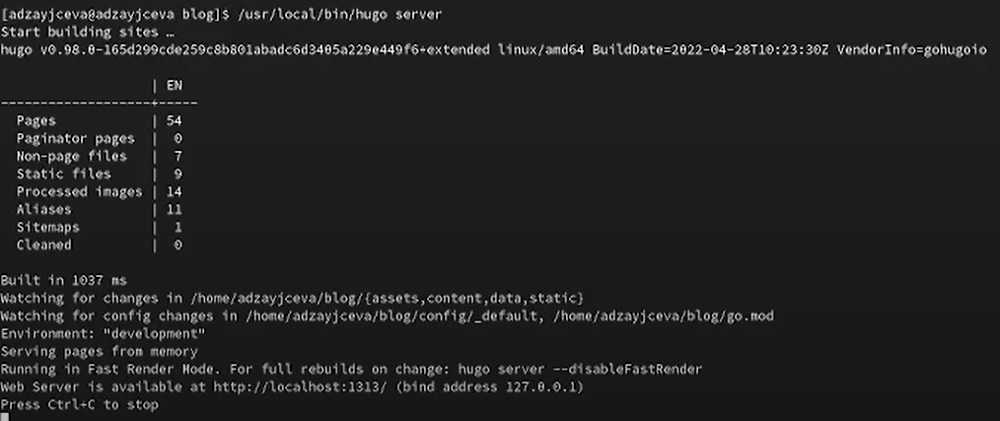 [adzayjceva@adzayjceva blog]$ /usr/local/bin/hugo server
Start building sites …
hugo v0.98.0-165d299cde259c8b801abadc6d3405a229e449f6+extended linux/amd64 BuildDate=2022-04-28T10:23:30Z VendorInfo=gohugoio
| EN
-------------------+-----
Pages | 54
Paginator pages | 0
Non-page files | 7
Static files | 9
Processed images | 14
Aliases | 11
Sitemaps | 1
Cleaned | 0
Built in 1037 ms
Watching for changes in /home/adzayjceva/blog/{assets,content,data,static}
Watching for config changes in /home/adzayjceva/blog/config/_default, /home/adzayjceva/blog/go.mod
Environment: "development"
Serving pages from memory
Running in Fast Render Mode. For full rebuilds on change: hugo server --disableFastRender
Web Server is available at http://localhost:1313/ (bind address 127.0.0.1)
Press Ctrl+C to stop